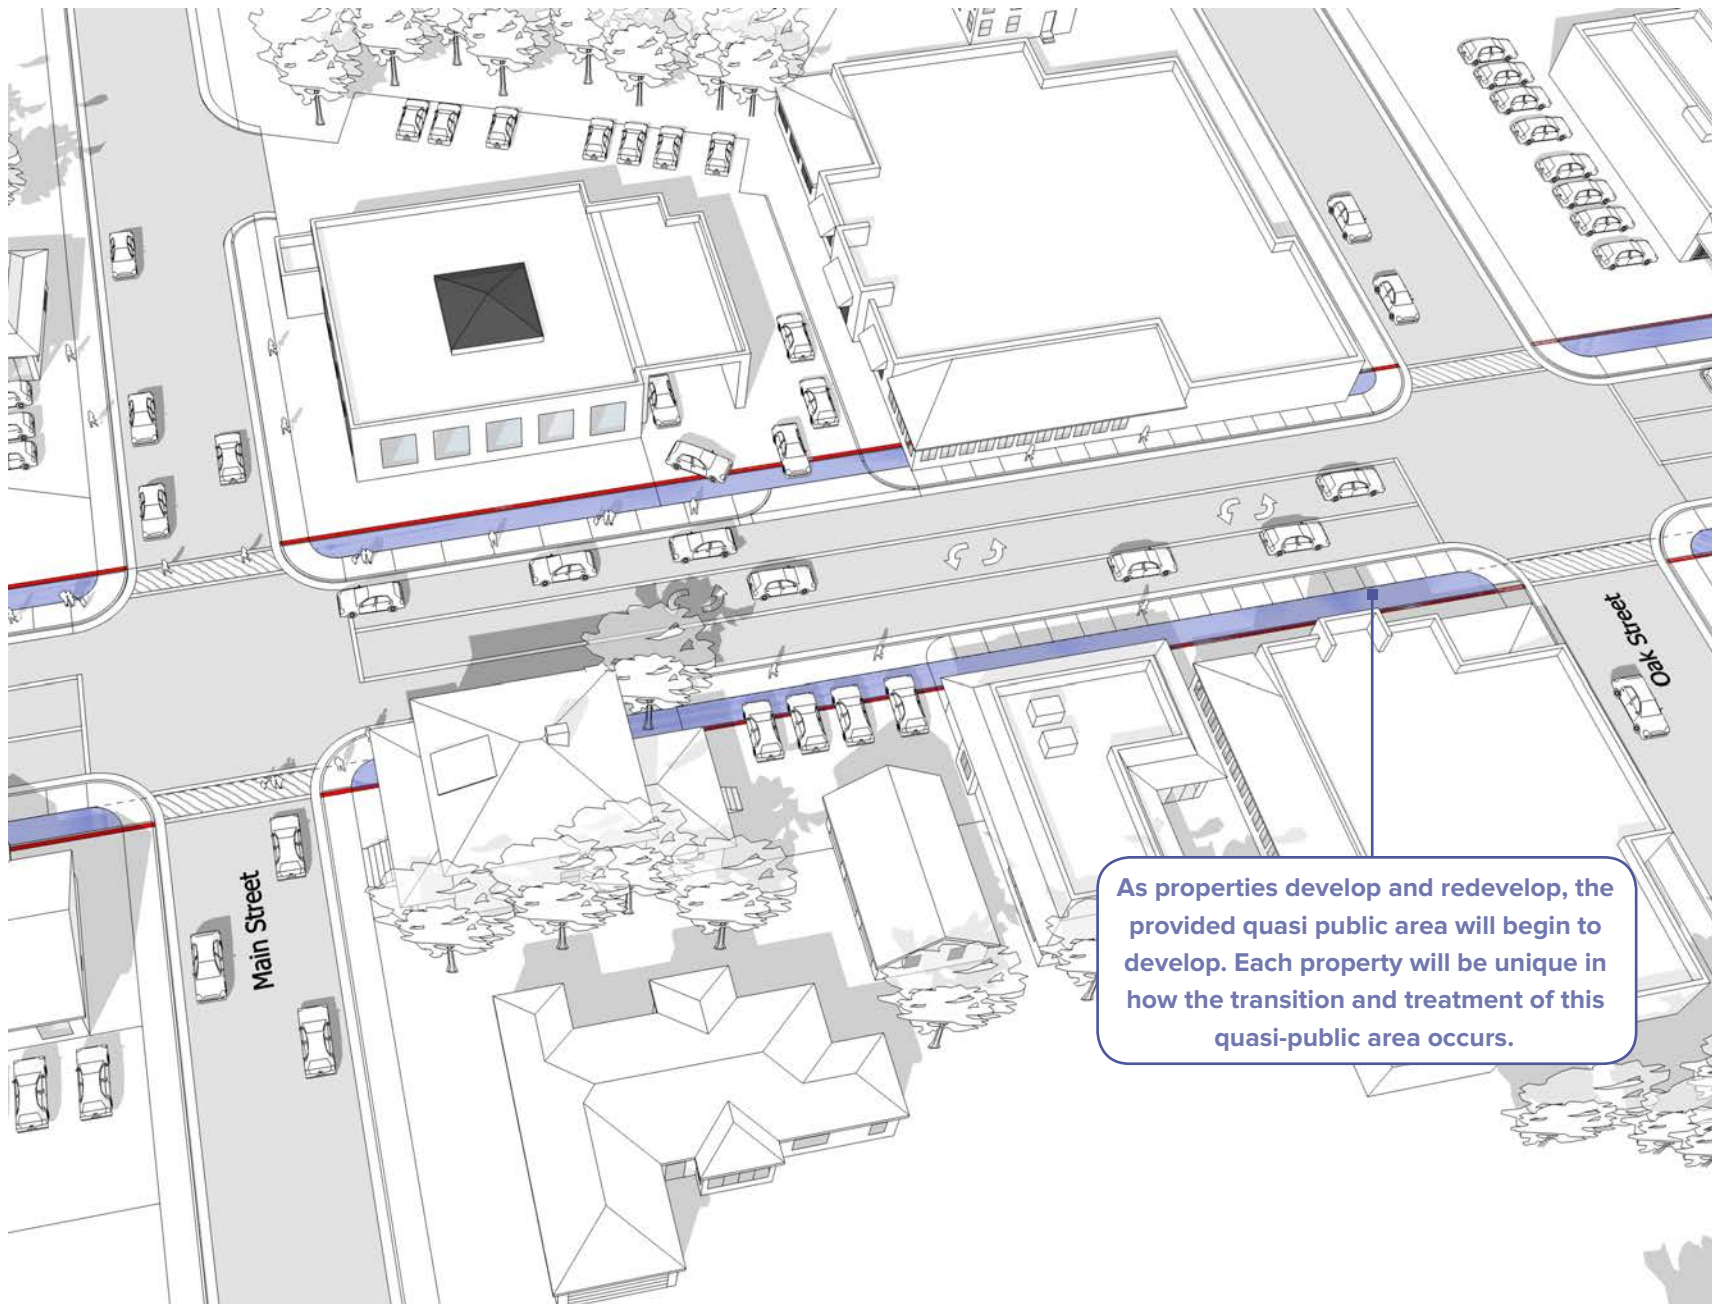 Oak Street
Main Street
As properties develop and redevelop, the
provided quasi public area will begin to
develop. Each property will be unique in
how the transition and treatment of this
quasi-public area occurs.